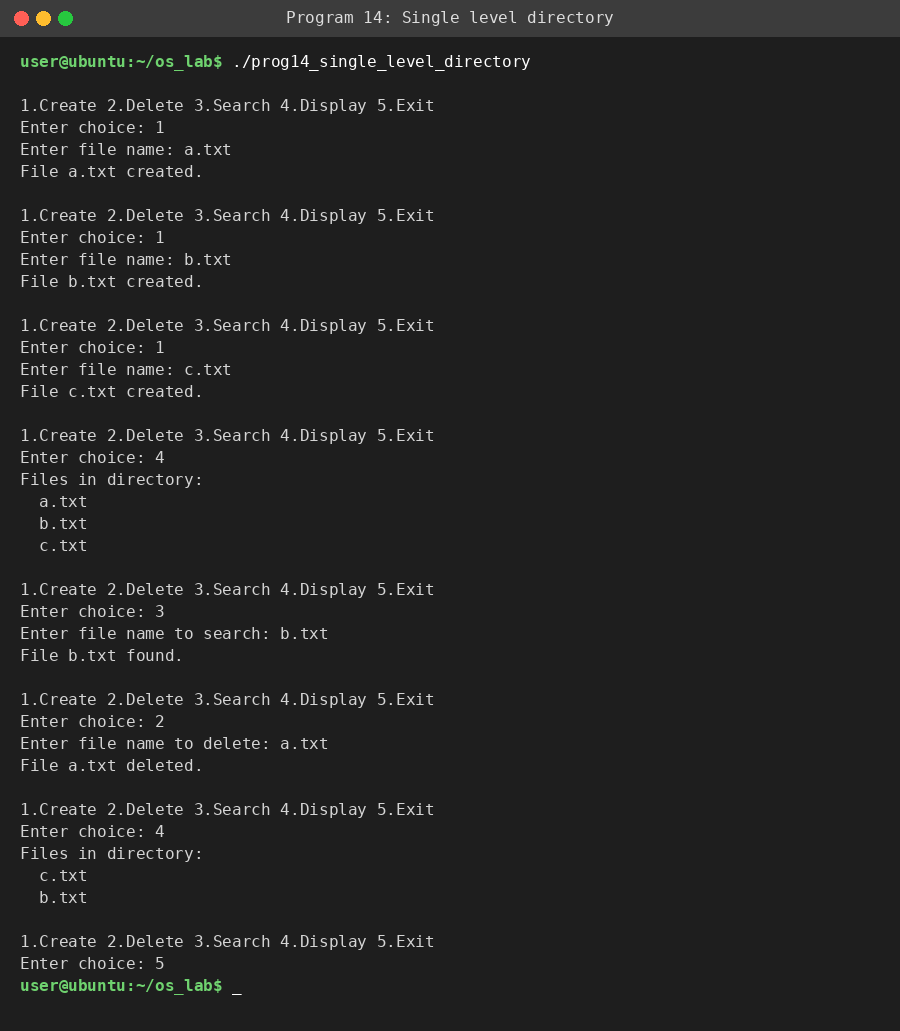 Program 14: Single level directory
user@ubuntu:~/os_lab$ ./prog14_single_level_directory
1.Create 2.Delete 3.Search 4.Display 5.Exit
Enter choice: 1
Enter file name: a.txt
File a.txt created.
1.Create 2.Delete 3.Search 4.Display 5.Exit
Enter choice: 1
Enter file name: b.txt
File b.txt created.
1.Create 2.Delete 3.Search 4.Display 5.Exit
Enter choice: 1
Enter file name: c.txt
File c.txt created.
1.Create 2.Delete 3.Search 4.Display 5.Exit
Enter choice: 4
Files in directory:
  a.txt
  b.txt
  c.txt
1.Create 2.Delete 3.Search 4.Display 5.Exit
Enter choice: 3
Enter file name to search: b.txt
File b.txt found.
1.Create 2.Delete 3.Search 4.Display 5.Exit
Enter choice: 2
Enter file name to delete: a.txt
File a.txt deleted.
1.Create 2.Delete 3.Search 4.Display 5.Exit
Enter choice: 4
Files in directory:
  c.txt
  b.txt
1.Create 2.Delete 3.Search 4.Display 5.Exit
Enter choice: 5
user@ubuntu:~/os_lab$ _